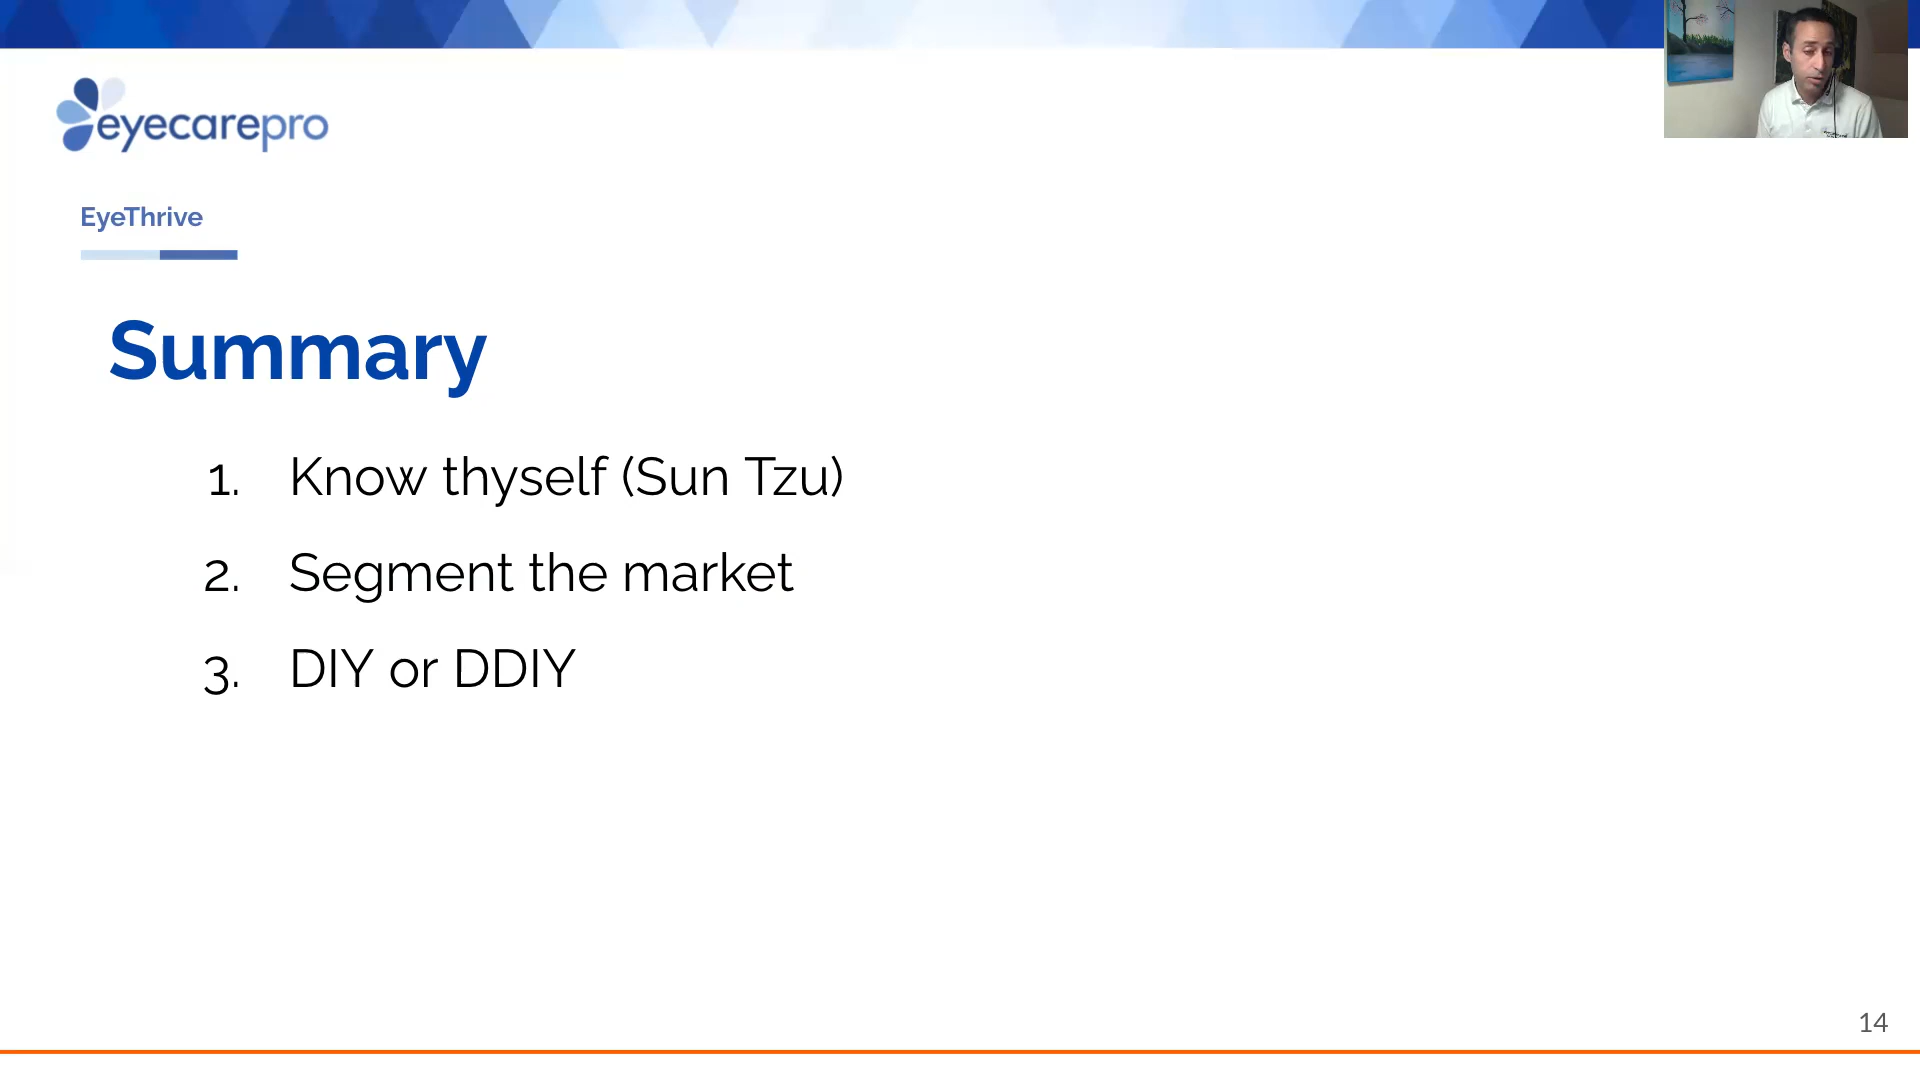 eyecarepro
EyeThrive
Summary
1. Know thyself (Sun Tzu)
2. Segment the market
3. DIY or DDIY
14